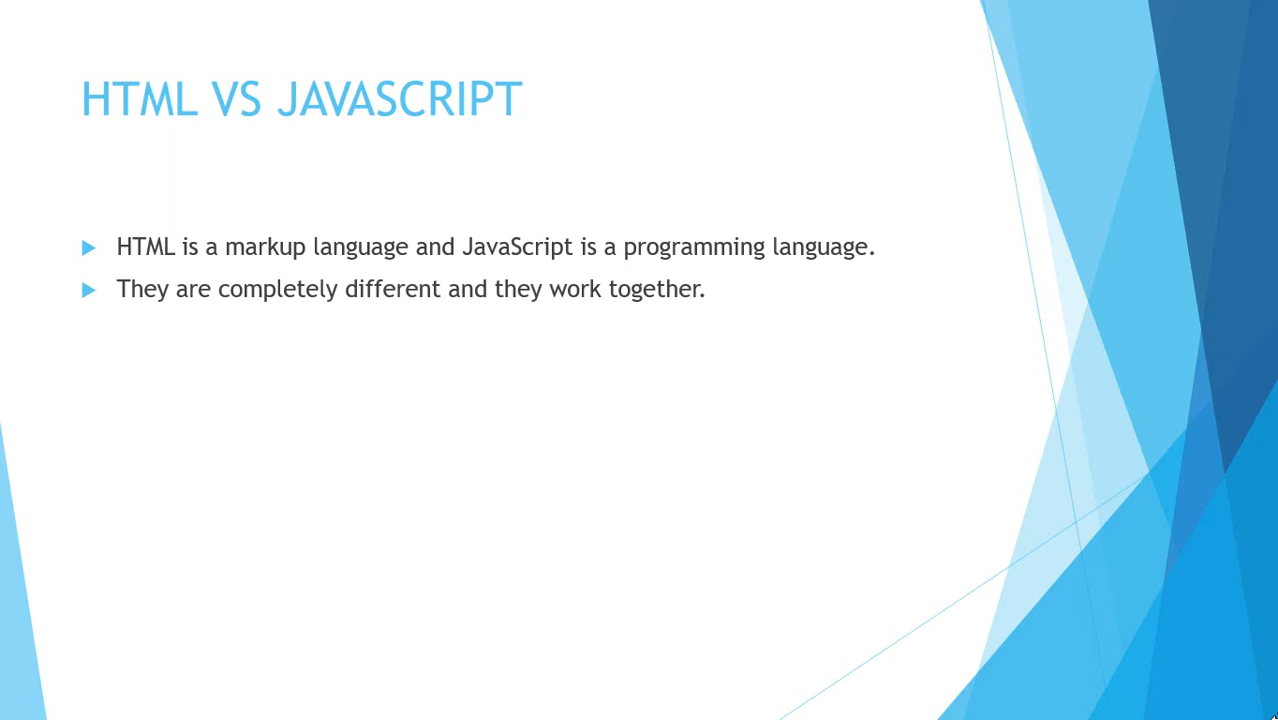 HTML VS JAVASCRIPT
HTML is a markup language and JavaScript is a programming language.
They are completely different and they work together.